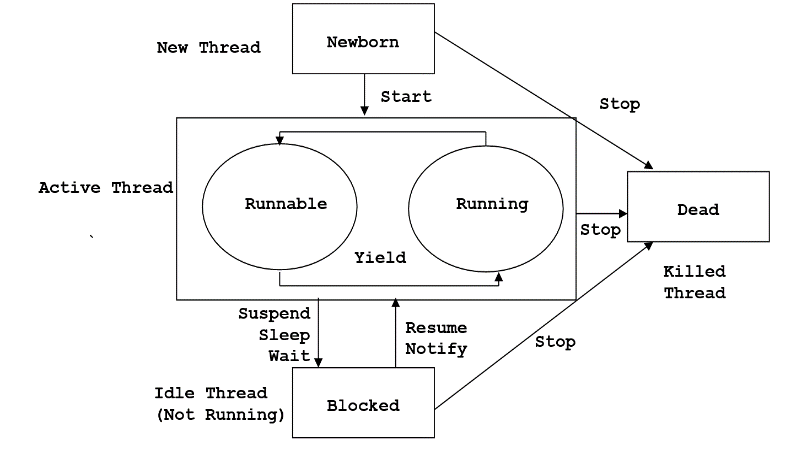 Newborn
New Thread
Start
Stop
Active Thread
Runnable
Running
Dead
Stop
Yield
Killed
Thread
Suspend
Sleep
Wait
Resume
Notify
Stop
Idle Thread
(Not Running)
Blocked